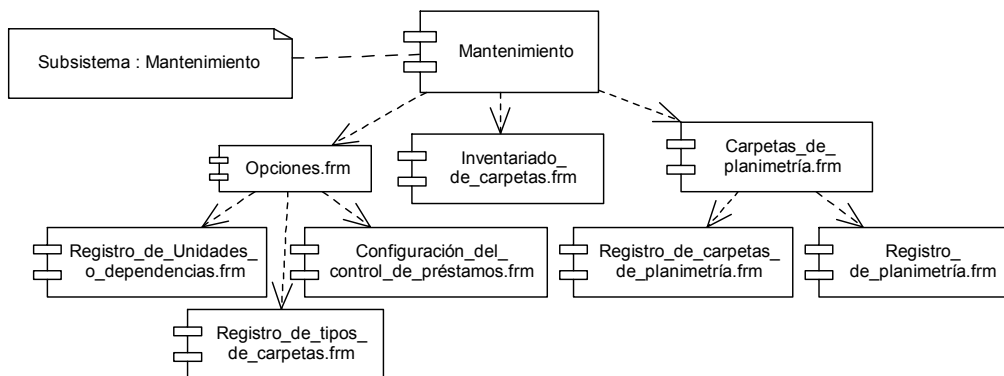 Mantenimiento
Subsistema : Mantenimiento
Opciones.frm
Inventariado_
de_carpetas.frm
Carpetas_de_
planimetría.frm
Registro_de_Unidades_
o_dependencias.frm
Configuración_del_
control_de_préstamos.frm
Registro_de_carpetas_
de_planimetría.frm
Registro_
de_planimetría.frm
Registro_de_tipos_
de_carpetas.frm